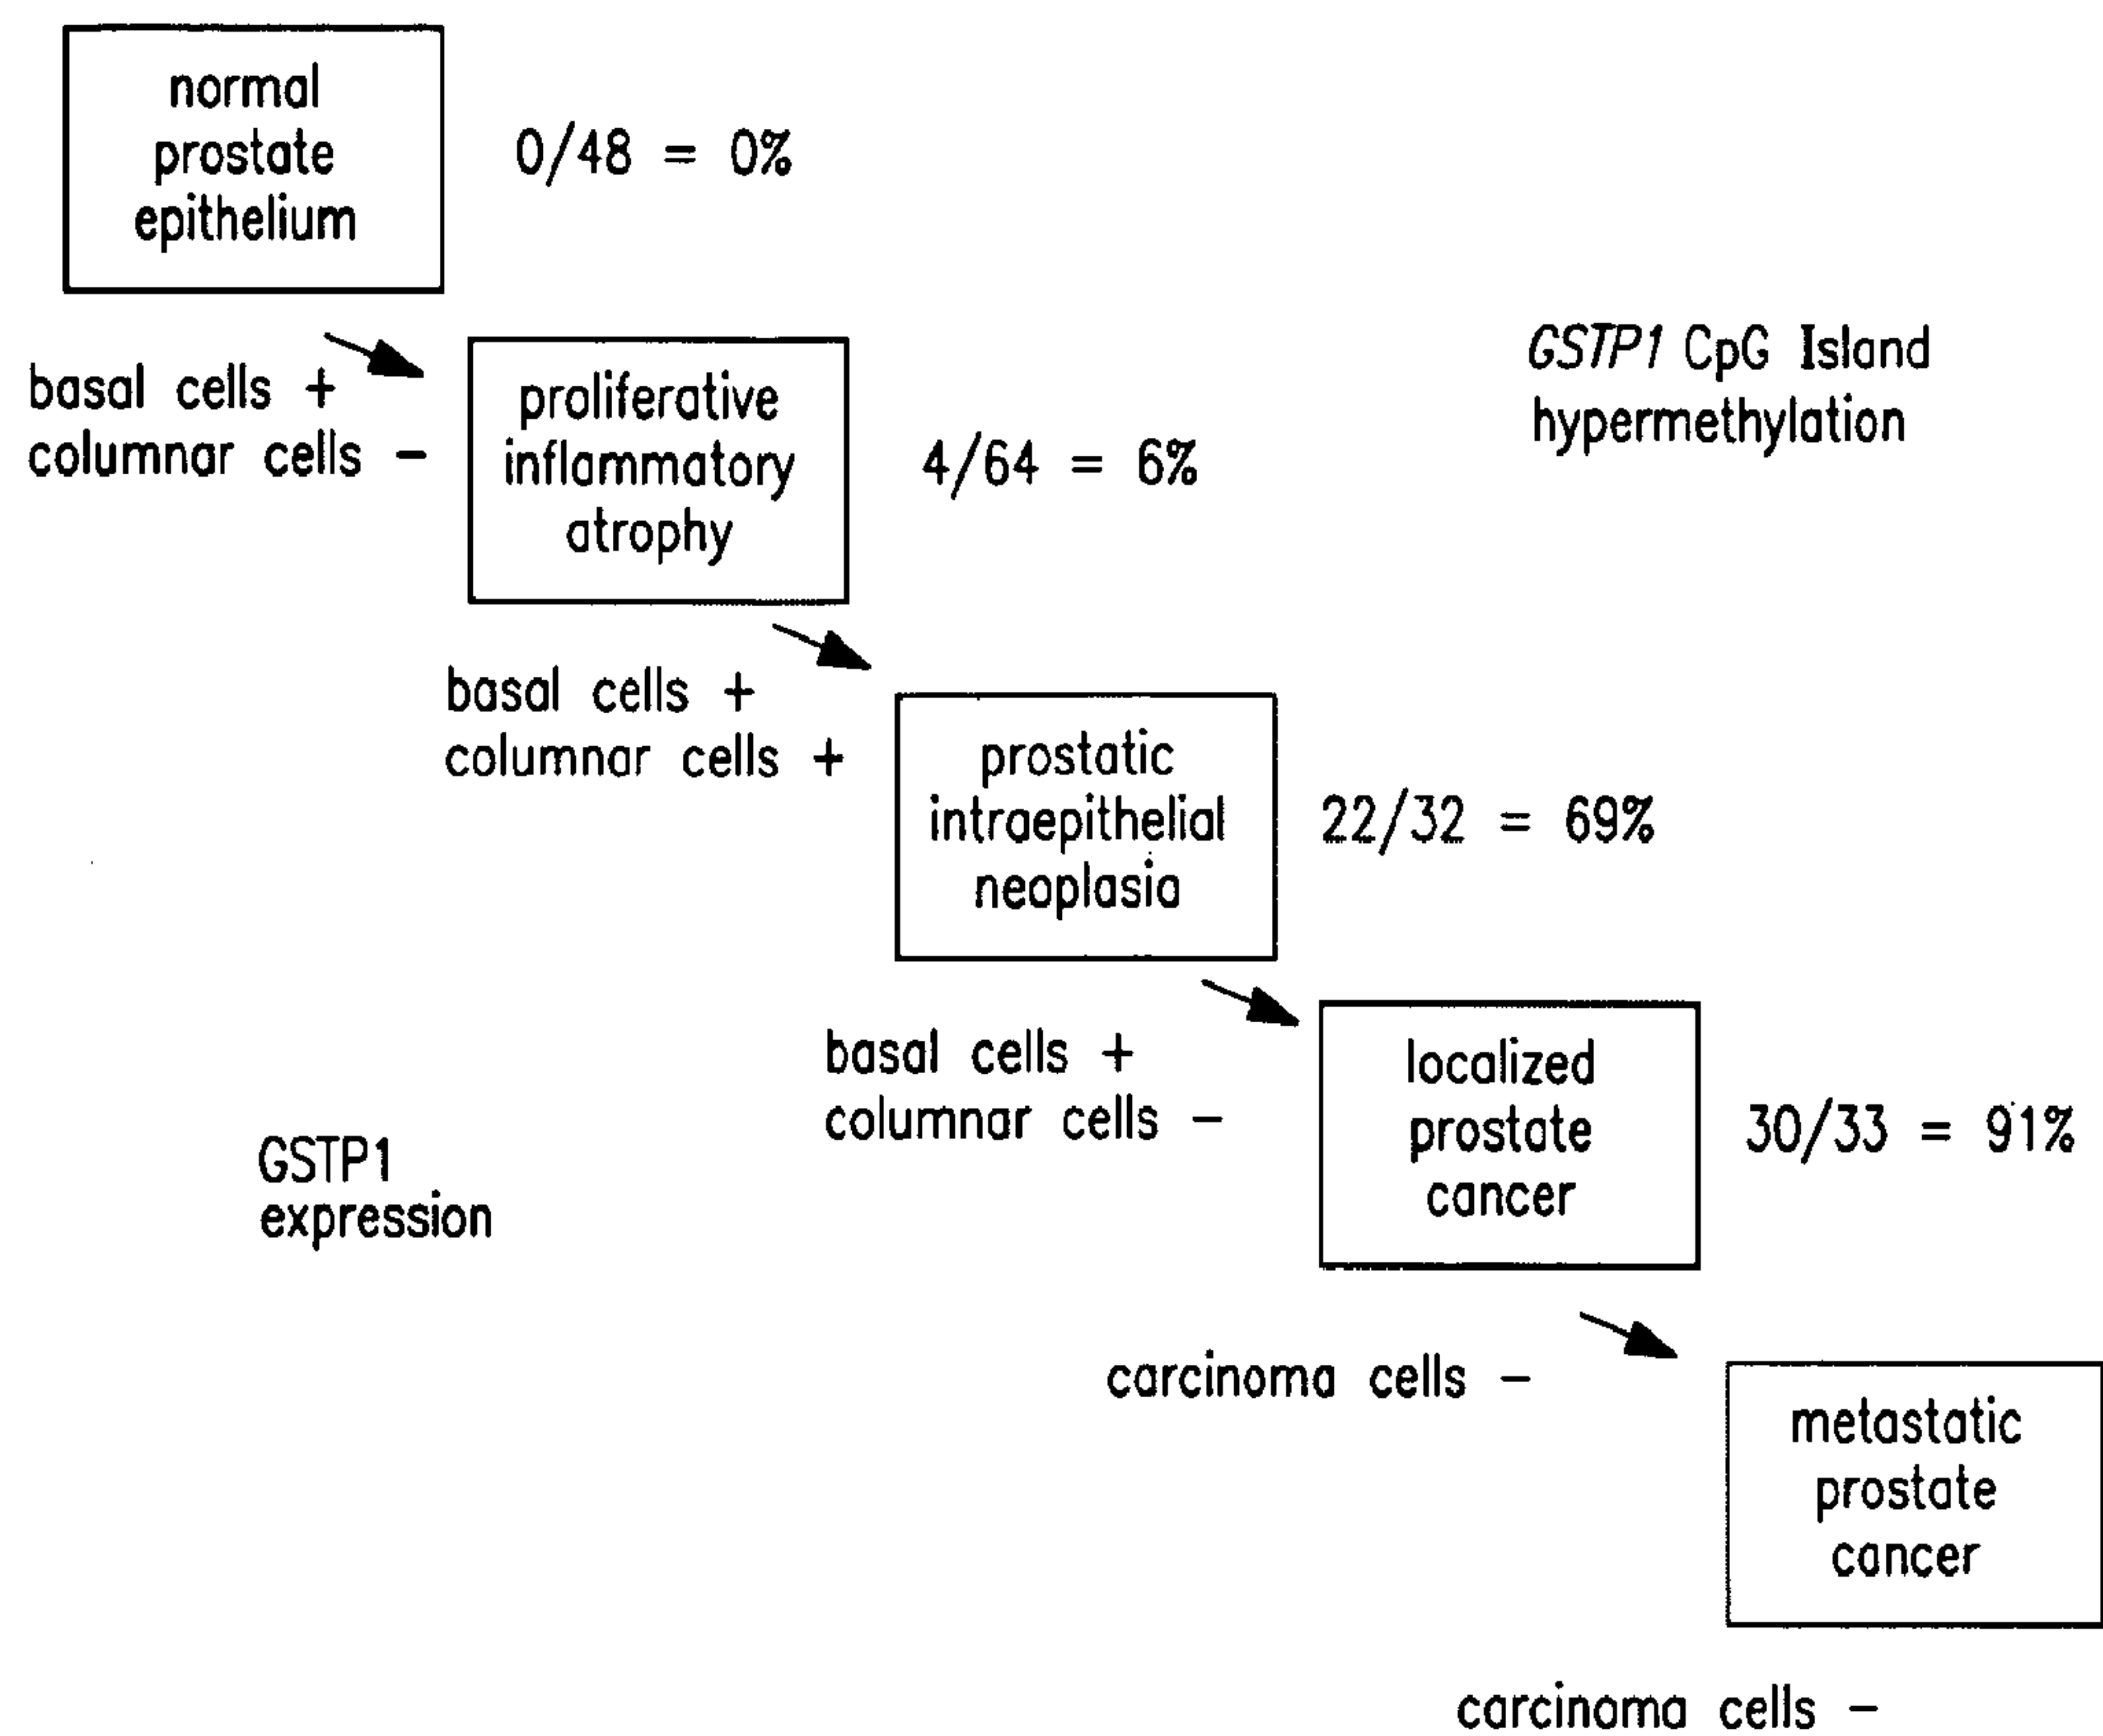 normal
prostate
epithelium
0/48 = 0%
basal cells +
columnar cells −
proliferative
inflammatory
atrophy
4/64 = 6%
GSTP1 CpG Island
hypermethylation
basal cells +
columnar cells +
prostatic
intraepithelial
neoplasia
22/32 = 69%
basal cells +
columnar cells −
localized
prostate
cancer
30/33 = 91%
GSTP1
expression
carcinoma cells −
metastatic
prostate
cancer
carcinoma cells −